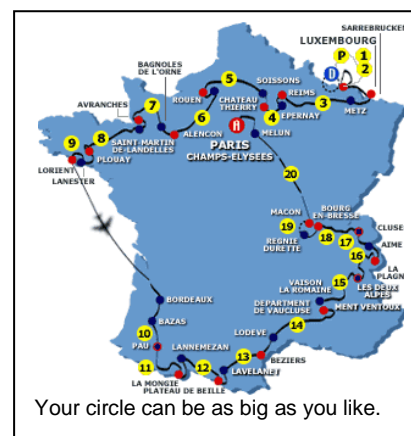 SARREBRUCKEN
LUXEMBOURG
P 1
D 2
BAGNOLES
DE L'ORNE
5
SOISSONS
AVRANCHES
7
ROUEN
CHATEAU
THIERRY
REIMS
3
8
6
4
EPERNAY
METZ
9
SAINT-MARTIN
DE-LANDELLES
ALENCON
A
MELUN
PLOUAY
PARIS
CHAMPS-ELYSEES
LORIENT
LANESTER
20
MACON
BOURG
EN-BRESSE
CLUSE
19
18
17
AIME
REGNIE
DURETTE
16
LA
PLAGN
15
VAISON
LA ROMAINE
LES DEUX
ALPES
BORDEAUX
DEPARTMENT
DE VAUCLUSE
MENT VENTOUX
LODEVE
14
10
BAZAS
PAU
LANNEMEZAN
13
BEZIERS
11
12
LAVELANET
LA MONGIE
PLATEAU DE BEILLE
Your circle can be as big as you like.